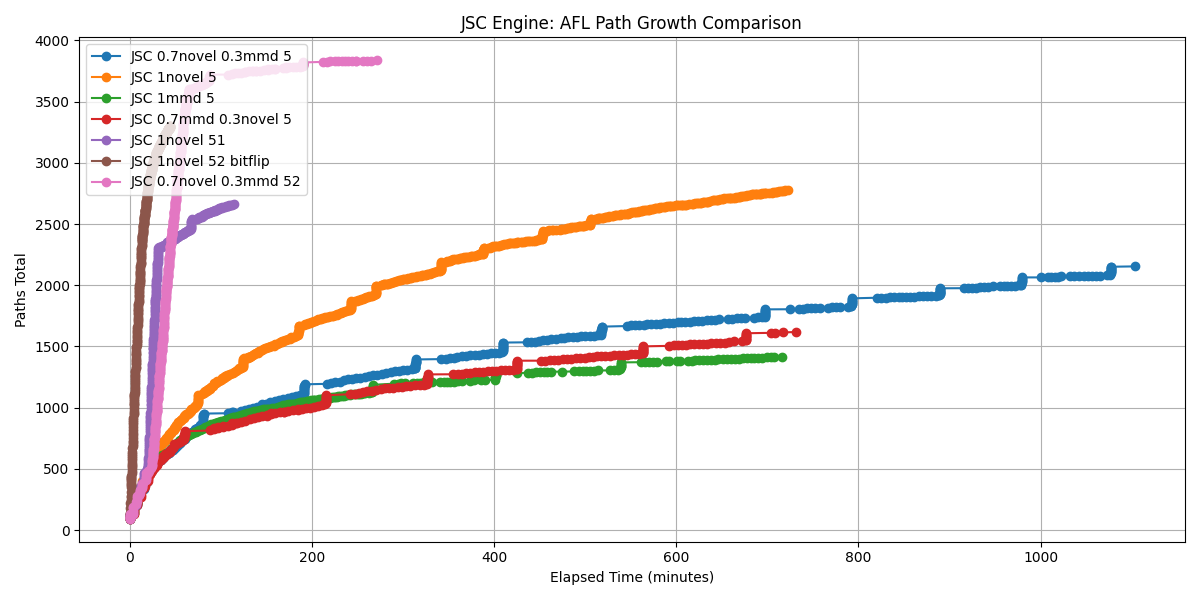 JSC Engine: AFL Path Growth Comparison
JSC 0.7novel 0.3mmd 5
JSC 1novel 5
JSC 1mmd 5
JSC 0.7mmd 0.3novel 5
JSC 1novel 51
JSC 1novel 52 bitflip
JSC 0.7novel 0.3mmd 52
Paths Total
4000
3500
3000
2500
2000
1500
1000
500
0
0 200 400 600 800 1000
Elapsed Time (minutes)